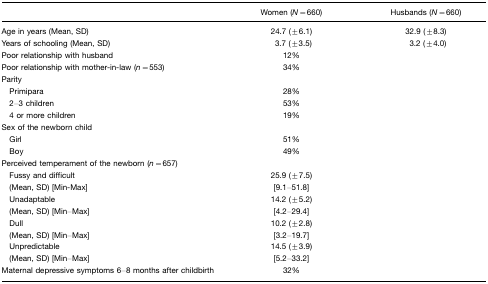 Women (N=660) Husbands (N=660)
Age in years (Mean, SD) 24.7 (±6.1) 32.9 (±8.3)
Years of schooling (Mean, SD) 3.7 (±3.5) 3.2 (±4.0)
Poor relationship with husband 12%
Poor relationship with mother-in-law (n=553) 34%
Parity
Primipara 28%
2–3 children 53%
4 or more children 19%
Sex of the newborn child
Girl 51%
Boy 49%
Perceived temperament of the newborn (n=657)
Fussy and difficult 25.9 (±7.5)
(Mean, SD) [Min-Max] [9.1–51.8]
Unadaptable 14.2 (±5.2)
(Mean, SD) [Min–Max] [4.2–29.4]
Dull 10.2 (±2.8)
(Mean, SD) [Min–Max] [3.2–19.7]
Unpredictable 14.5 (±3.9)
(Mean, SD) [Min–Max] [5.2–33.2]
Maternal depressive symptoms 6–8 months after childbirth 32%